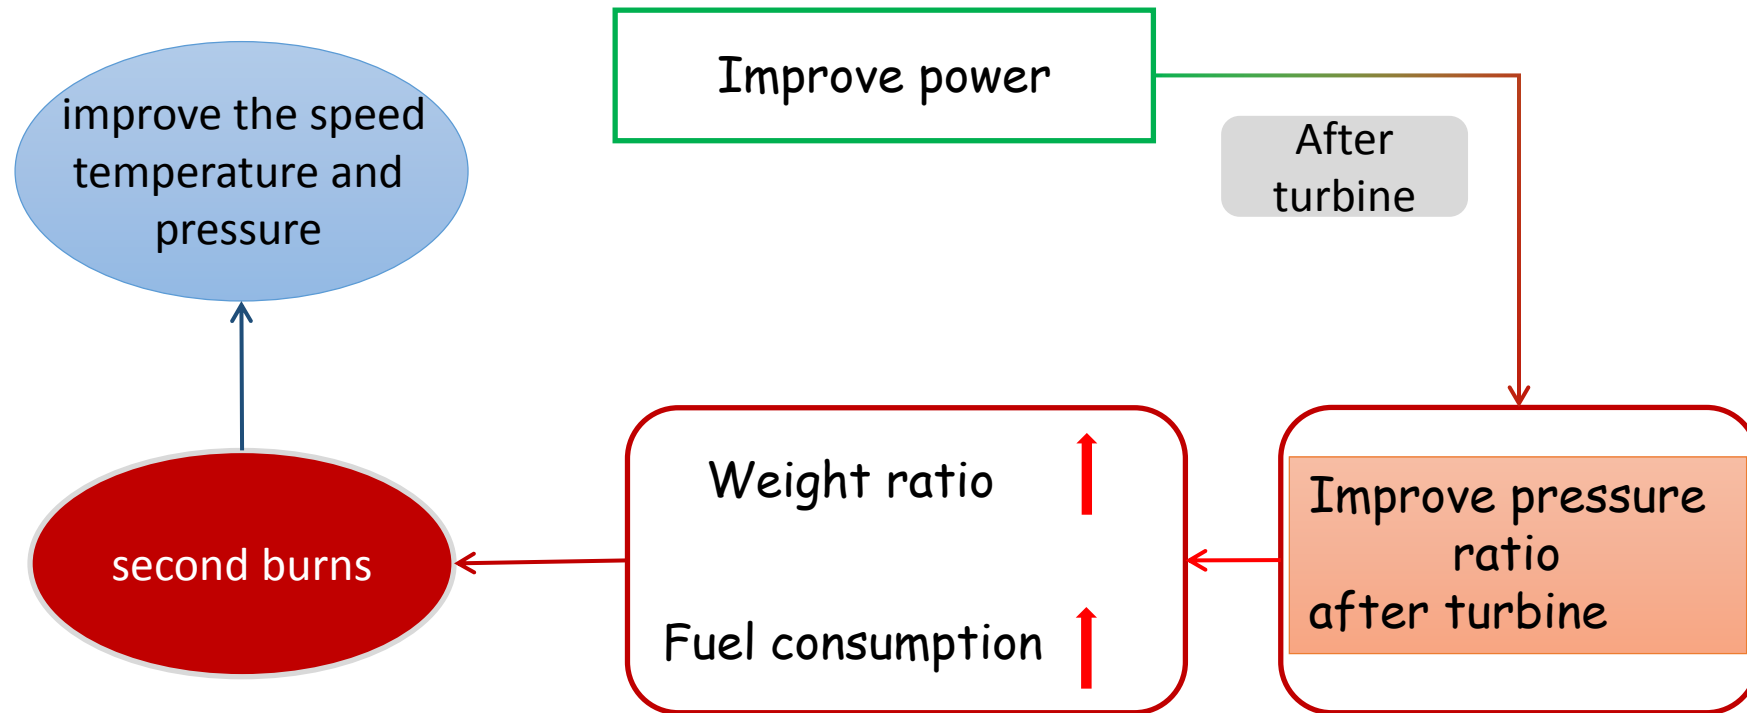 Improve power
improve the speed
temperature and
pressure
After
turbine
Improve pressure
ratio
after turbine
Weight ratio
Fuel consumption
second burns